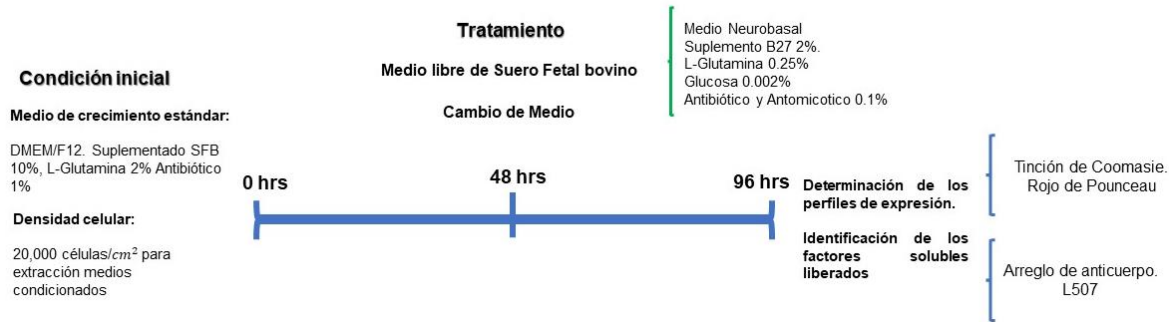 Condición inicial
Medio de crecimiento estándar:
DMEM/F12. Suplementado SFB
10%, L-Glutamina 2% Antibiótico
1%
Densidad celular:
20,000 células/cm² para
extracción medios
condicionados
Tratamiento
Medio libre de Suero Fetal bovino
Cambio de Medio
Medio Neurobasal
Suplemento B27 2%.
L-Glutamina 0.25%
Glucosa 0.002%
Antibiótico y Antomicotico 0.1%
0 hrs
48 hrs
96 hrs
Determinación de los
perfiles de expresión.
Identificación de los
factores solubles
liberados
Tinción de Coomasie.
Rojo de Pounceau
Arreglo de anticuerpo.
L507